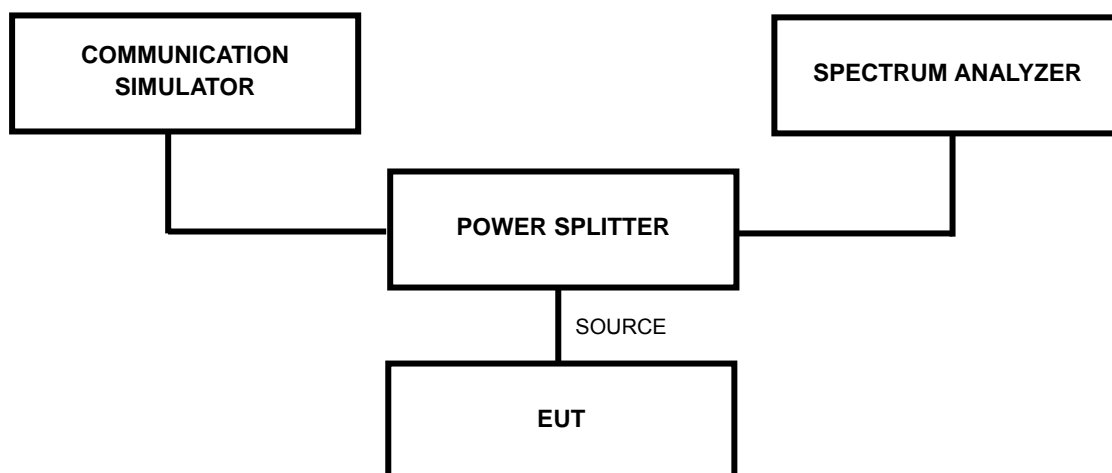 COMMUNICATION
SIMULATOR
SPECTRUM ANALYZER
POWER SPLITTER
SOURCE
EUT